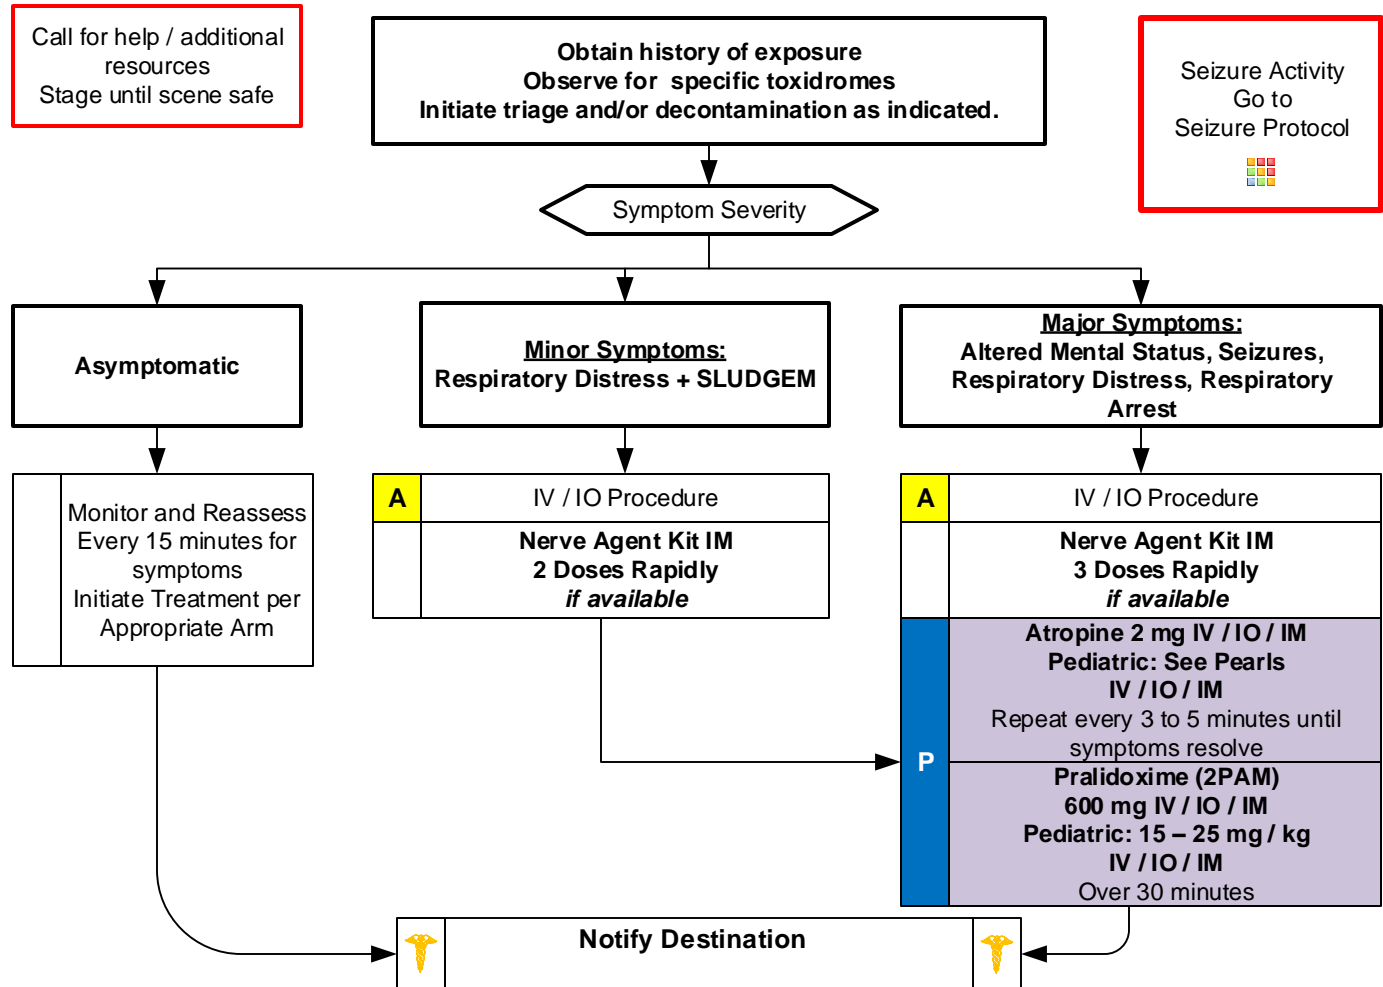 Call for help / additional
resources
Stage until scene safe
Obtain history of exposure
Observe for specific toxidromes
Initiate triage and/or decontamination as indicated.
Seizure Activity
Go to
Seizure Protocol
Symptom Severity
Asymptomatic
Minor Symptoms:
Respiratory Distress + SLUDGEM
Major Symptoms:
Altered Mental Status, Seizures,
Respiratory Distress, Respiratory
Arrest
Monitor and Reassess
Every 15 minutes for
symptoms
Initiate Treatment per
Appropriate Arm
A
IV / IO Procedure
Nerve Agent Kit IM
2 Doses Rapidly
if available
A
IV / IO Procedure
Nerve Agent Kit IM
3 Doses Rapidly
if available
P
Atropine 2 mg IV / IO / IM
Pediatric: See Pearls
IV / IO / IM
Repeat every 3 to 5 minutes until
symptoms resolve
Pralidoxime (2PAM)
600 mg IV / IO / IM
Pediatric: 15 – 25 mg / kg
IV / IO / IM
Over 30 minutes
Notify Destination